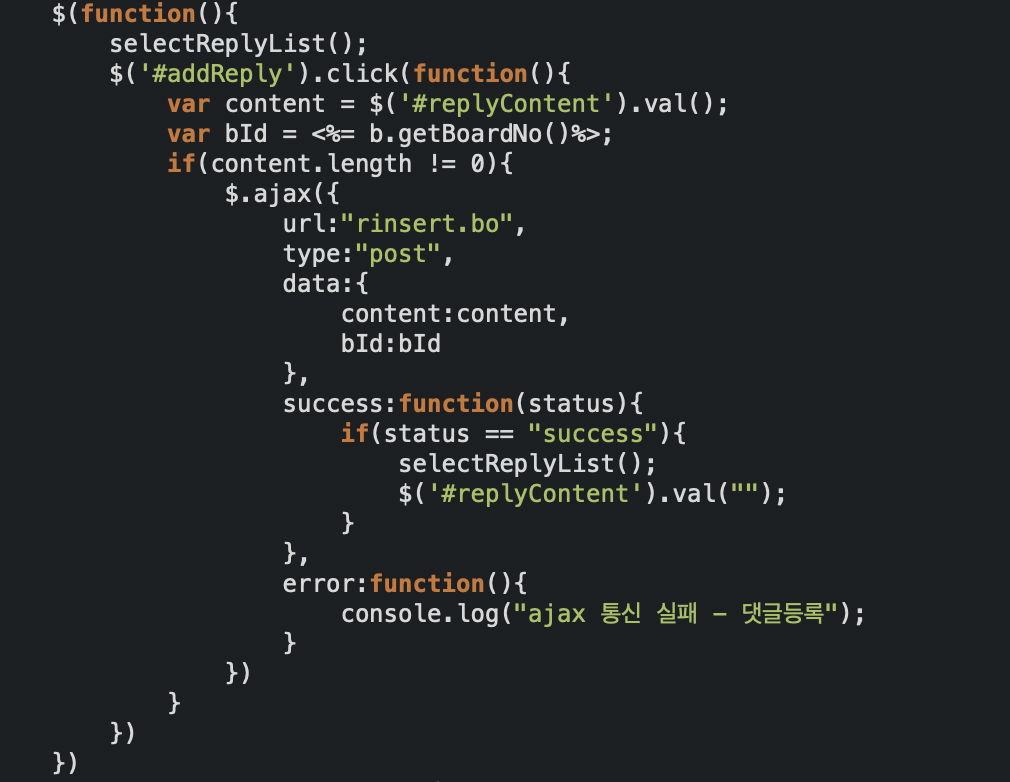 $(function(){
    selectReplyList();
    $('#addReply').click(function(){
        var content = $('#replyContent').val();
        var bId = <%= b.getBoardNo()%>;
        if(content.length != 0){
            $.ajax({
                url:"rinsert.bo",
                type:"post",
                data:{
                    content:content,
                    bId:bId
                },
                success:function(status){
                    if(status == "success"){
                        selectReplyList();
                        $('#replyContent').val("");
                    }
                },
                error:function(){
                    console.log("ajax 통신 실패 - 댓글등록");
                }
            })
        }
    })
})